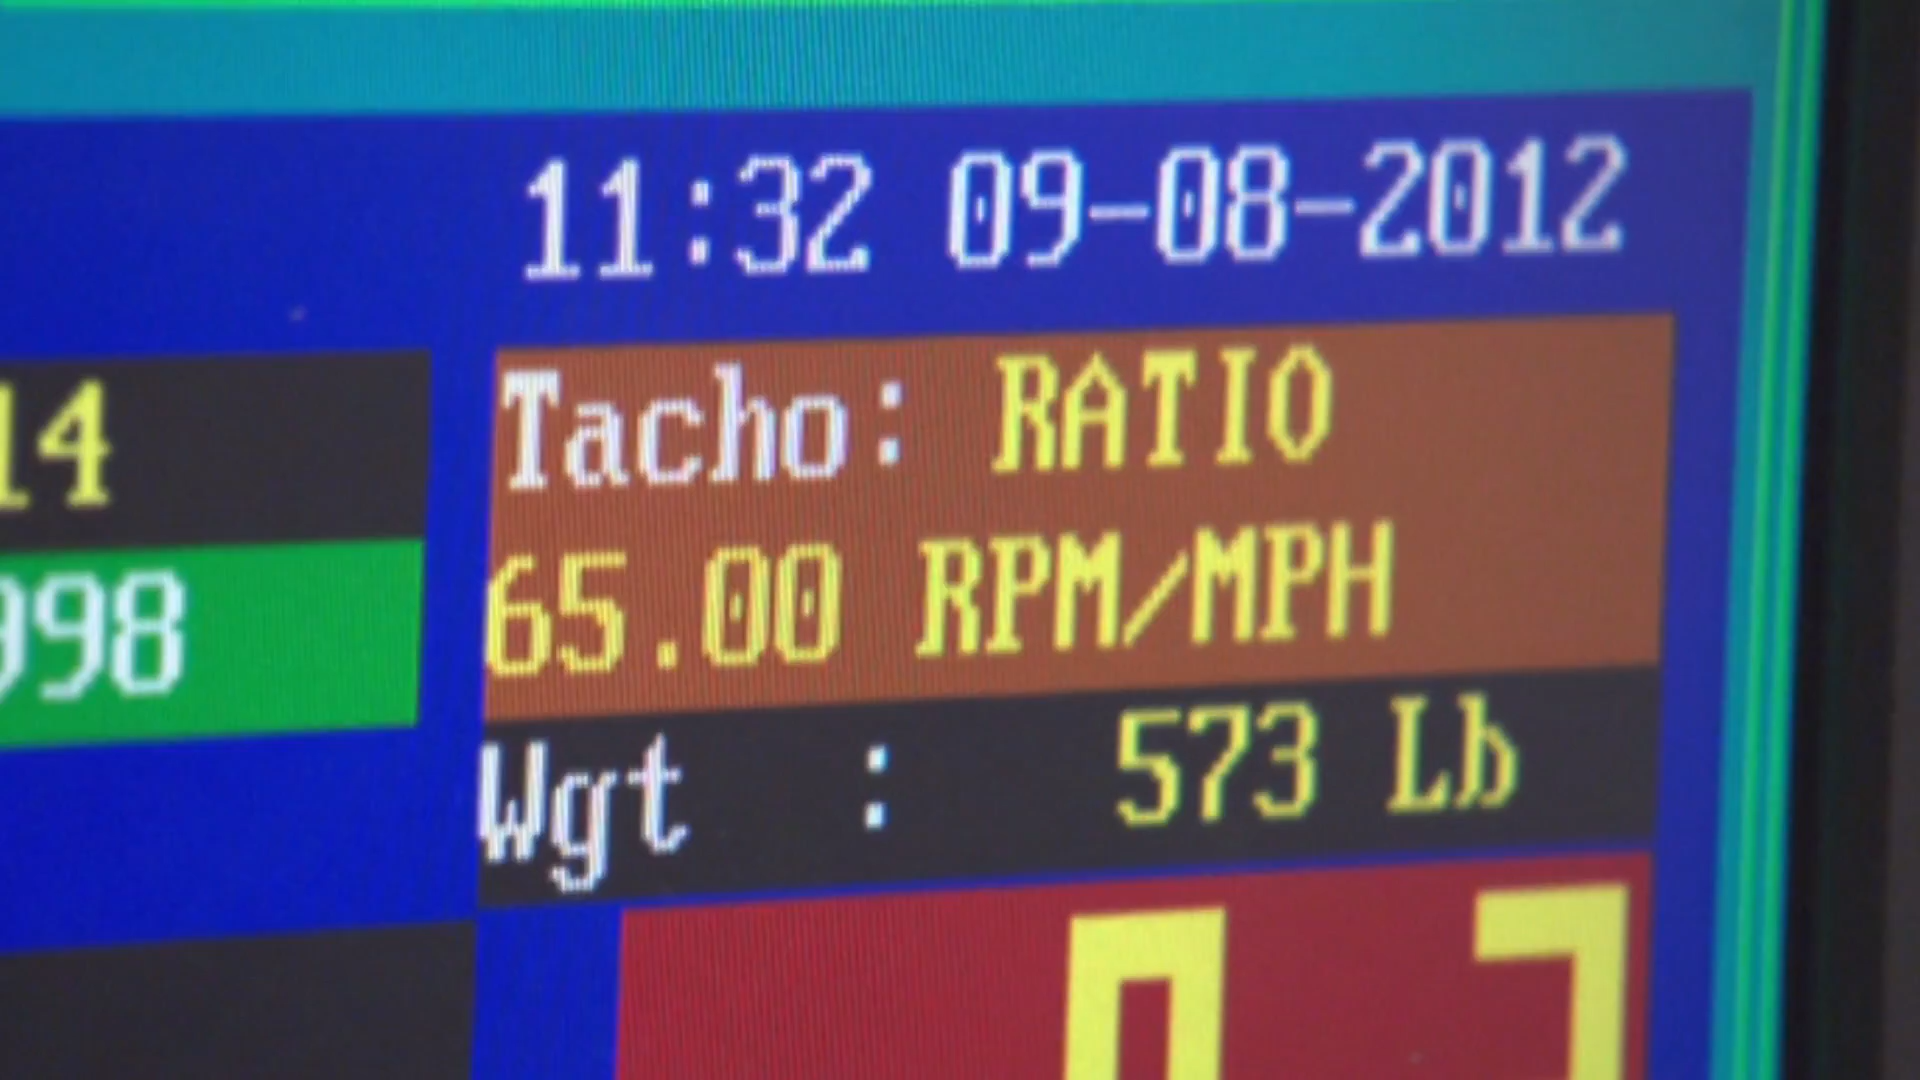 11:32 09-08-2012
14
Tacho: RATIO
998
65.00 RPM/MPH
Wgt : 573 Lb